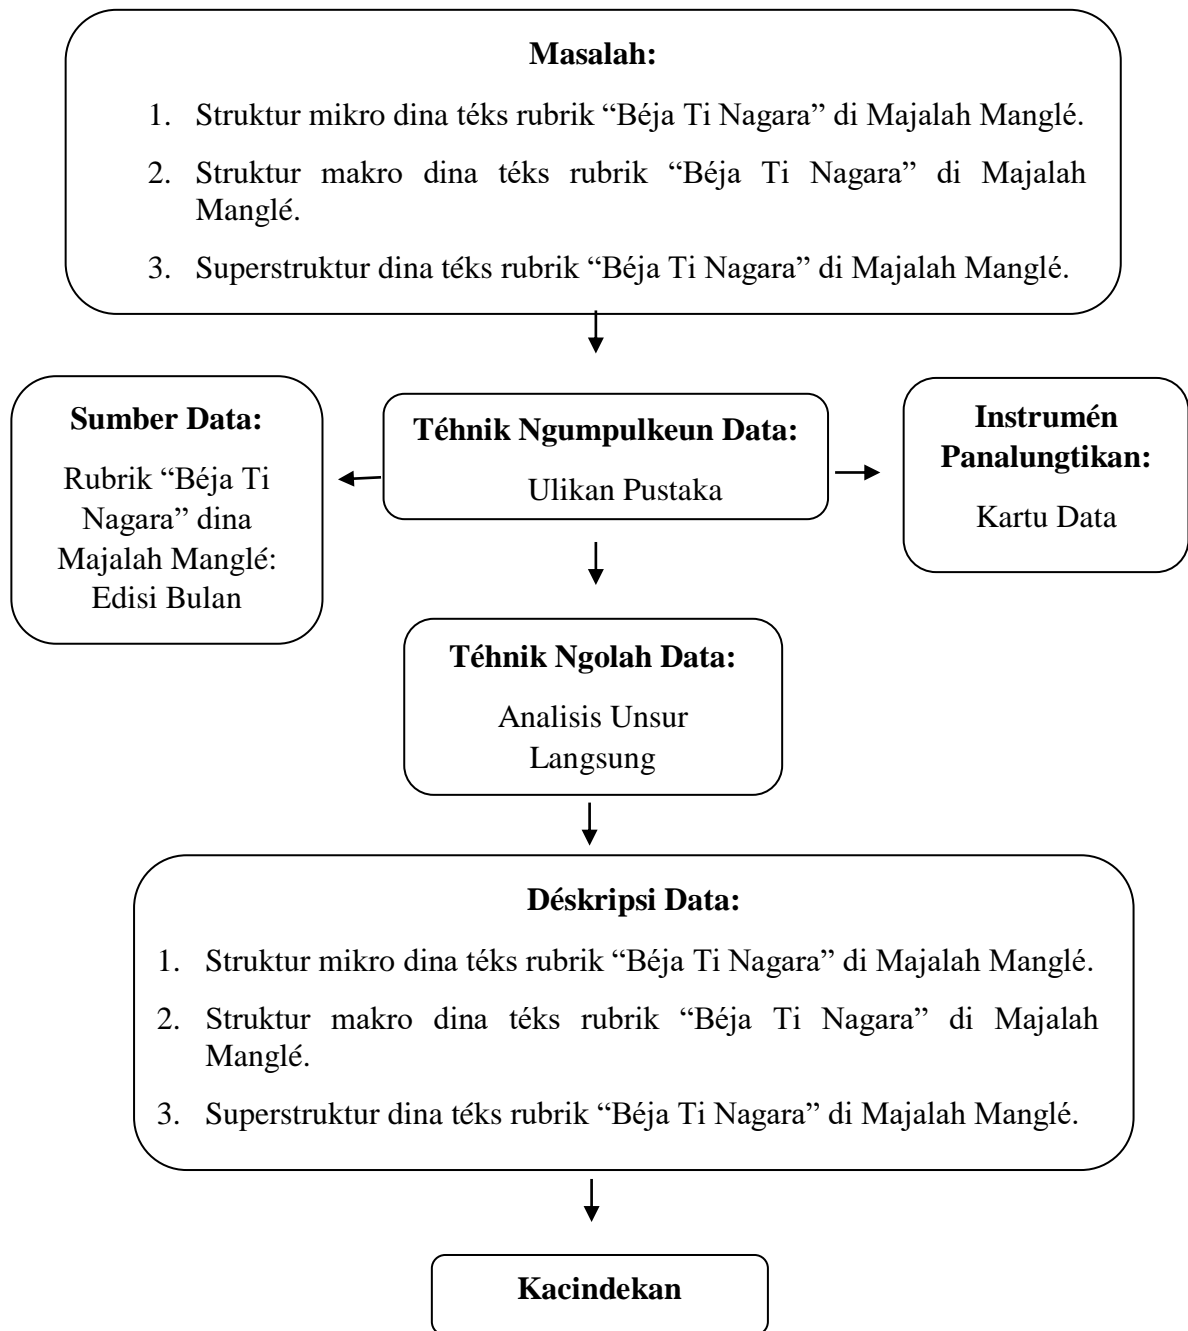 Masalah:
1. Struktur mikro dina téks rubrik “Béja Ti Nagara” di Majalah Manglé.
2. Struktur makro dina téks rubrik “Béja Ti Nagara” di Majalah
Manglé.
3. Superstruktur dina téks rubrik “Béja Ti Nagara” di Majalah Manglé.
Sumber Data:
Rubrik “Béja Ti
Nagara” dina
Majalah Manglé:
Edisi Bulan
Téhnik Ngumpulkeun Data:
Ulikan Pustaka
Instrumén
Panalungtikan:
Kartu Data
Téhnik Ngolah Data:
Analisis Unsur
Langsung
Déskripsi Data:
1. Struktur mikro dina téks rubrik “Béja Ti Nagara” di Majalah Manglé.
2. Struktur makro dina téks rubrik “Béja Ti Nagara” di Majalah
Manglé.
3. Superstruktur dina téks rubrik “Béja Ti Nagara” di Majalah Manglé.
Kacindekan